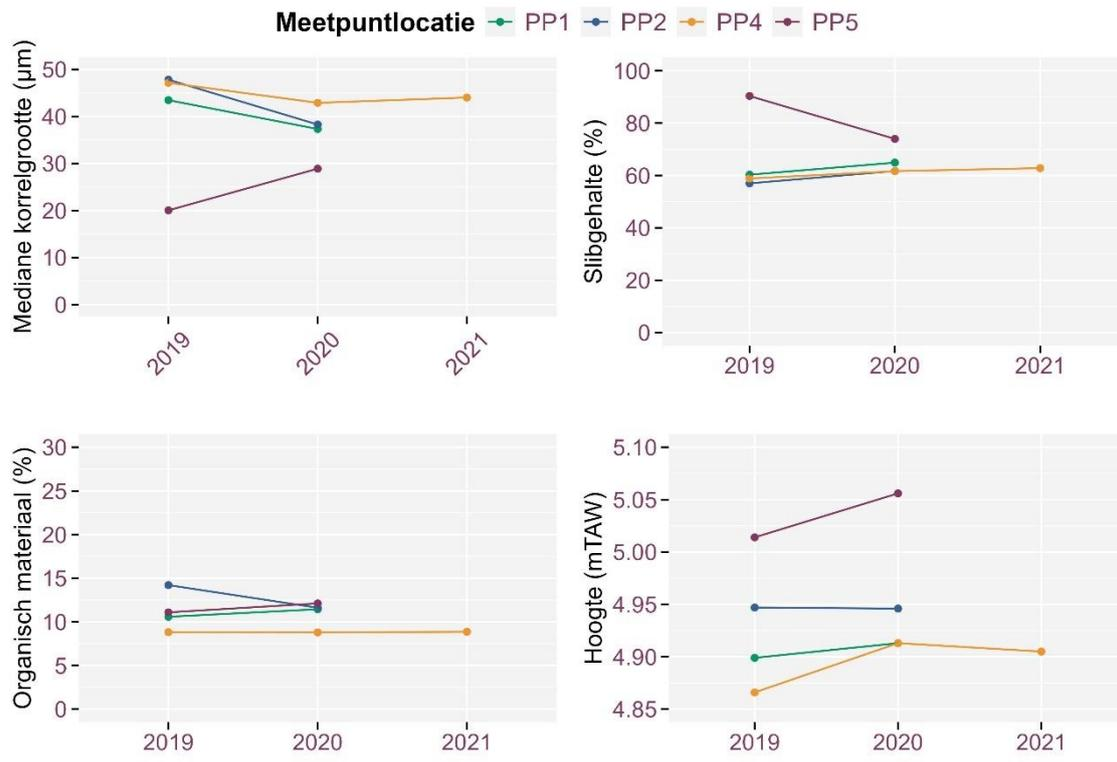 Meetpuntlocatie PP1 PP2 PP4 PP5
Mediane korrelgrootte (µm)
50
40
30
20
10
0
2019 2020 2021
Slibgehalte (%)
100
80
60
40
20
0
2019 2020 2021
Organisch materiaal (%)
30
25
20
15
10
5
0
2019 2020 2021
Hoogte (mTAW)
5.10
5.05
5.00
4.95
4.90
4.85
2019 2020 2021